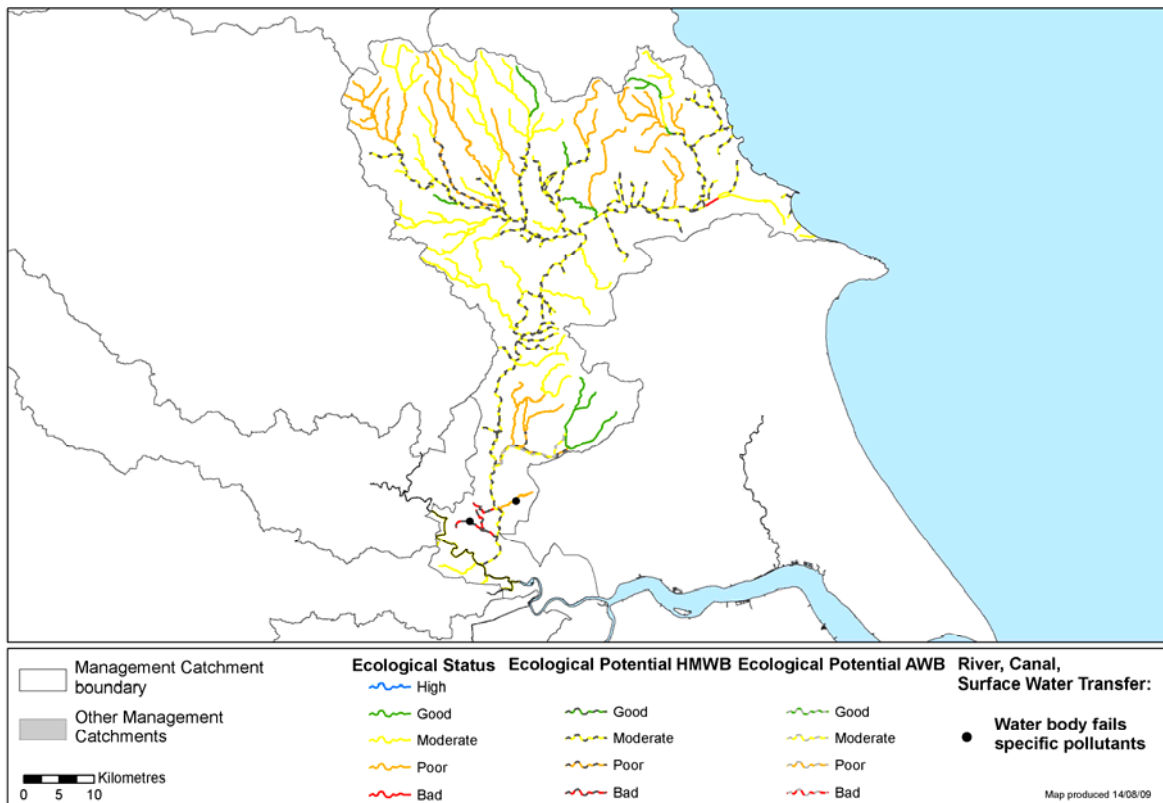 Management Catchment
boundary
Other Management
Catchments
Kilometres
0 5 10
Ecological Status
High
Good
Moderate
Poor
Bad
Ecological Potential HMWB
Good
Moderate
Poor
Bad
Ecological Potential AWB
Good
Moderate
Poor
Bad
River, Canal,
Surface Water Transfer:
Water body fails
specific pollutants
Map produced 14/08/09